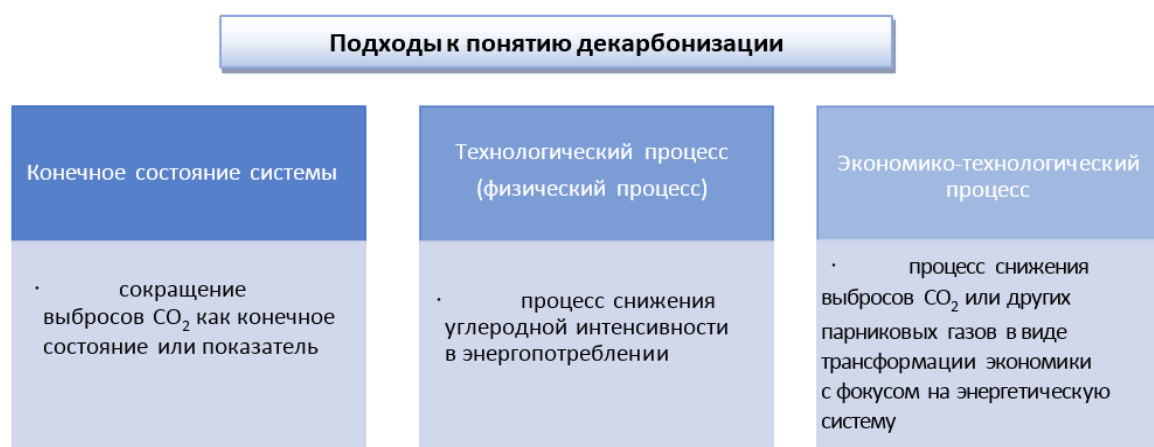 Подходы к понятию декарбонизации
Конечное состояние системы
· сокращение
выбросов CO₂ как конечное
состояние или показатель
Технологический процесс
(физический процесс)
· процесс снижения
углеродной интенсивности
в энергопотреблении
Экономико-технологический
процесс
· процесс снижения
выбросов CO₂ или других
парниковых газов в виде
трансформации экономики
с фокусом на энергетическую
систему